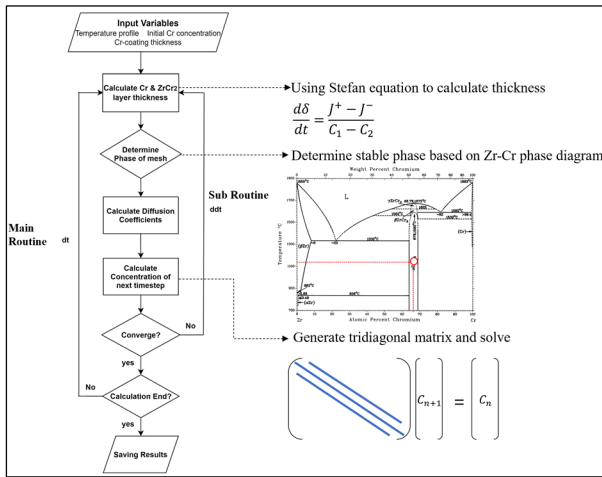 Input Variables
Temperature profile Initial Cr concentration
Cr-coating thickness
Calculate Cr & ZrCr2
layer thickness
Using Stefan equation to calculate thickness
dδ/dt = (J⁺ − J⁻)/(C₁ − C₂)
Determine
Phase of mesh
Determine stable phase based on Zr-Cr phase diagram
Weight Percent Chromium
L
Temperature °C
Atomic Percent Chromium
Zr
Cr
Sub Routine
ddt
Main
Routine
dt
Calculate Diffusion
Coefficients
Calculate
Concentration of
next timestep
Generate tridiagonal matrix and solve
Cₙ₊₁ = Cₙ
Converge?
No
yes
Calculation End?
No
yes
Saving Results